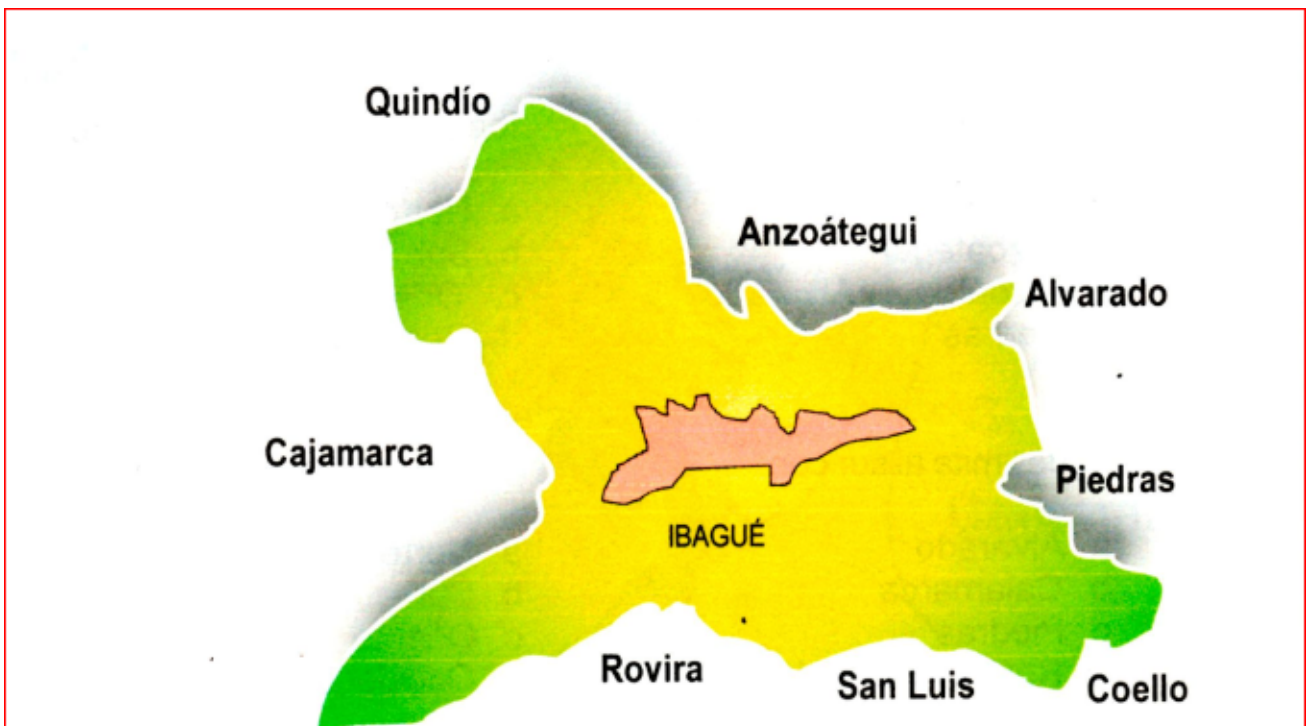 Quindío
Anzoátegui
Alvarado
Cajamarca
Piedras
IBAGUÉ
Rovira
San Luis
Coello